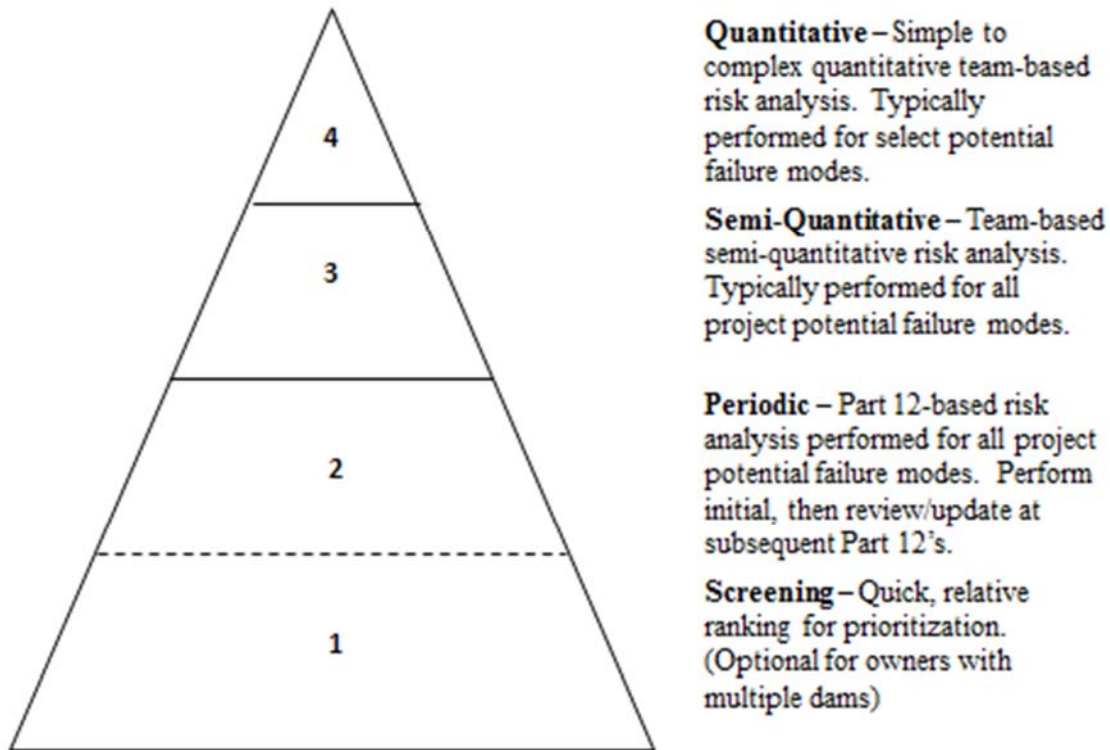 4
Quantitative – Simple to
complex quantitative team-based
risk analysis. Typically
performed for select potential
failure modes.
3
Semi-Quantitative – Team-based
semi-quantitative risk analysis.
Typically performed for all
project potential failure modes.
2
Periodic – Part 12-based risk
analysis performed for all project
potential failure modes. Perform
initial, then review/update at
subsequent Part 12’s.
1
Screening – Quick, relative
ranking for prioritization.
(Optional for owners with
multiple dams)